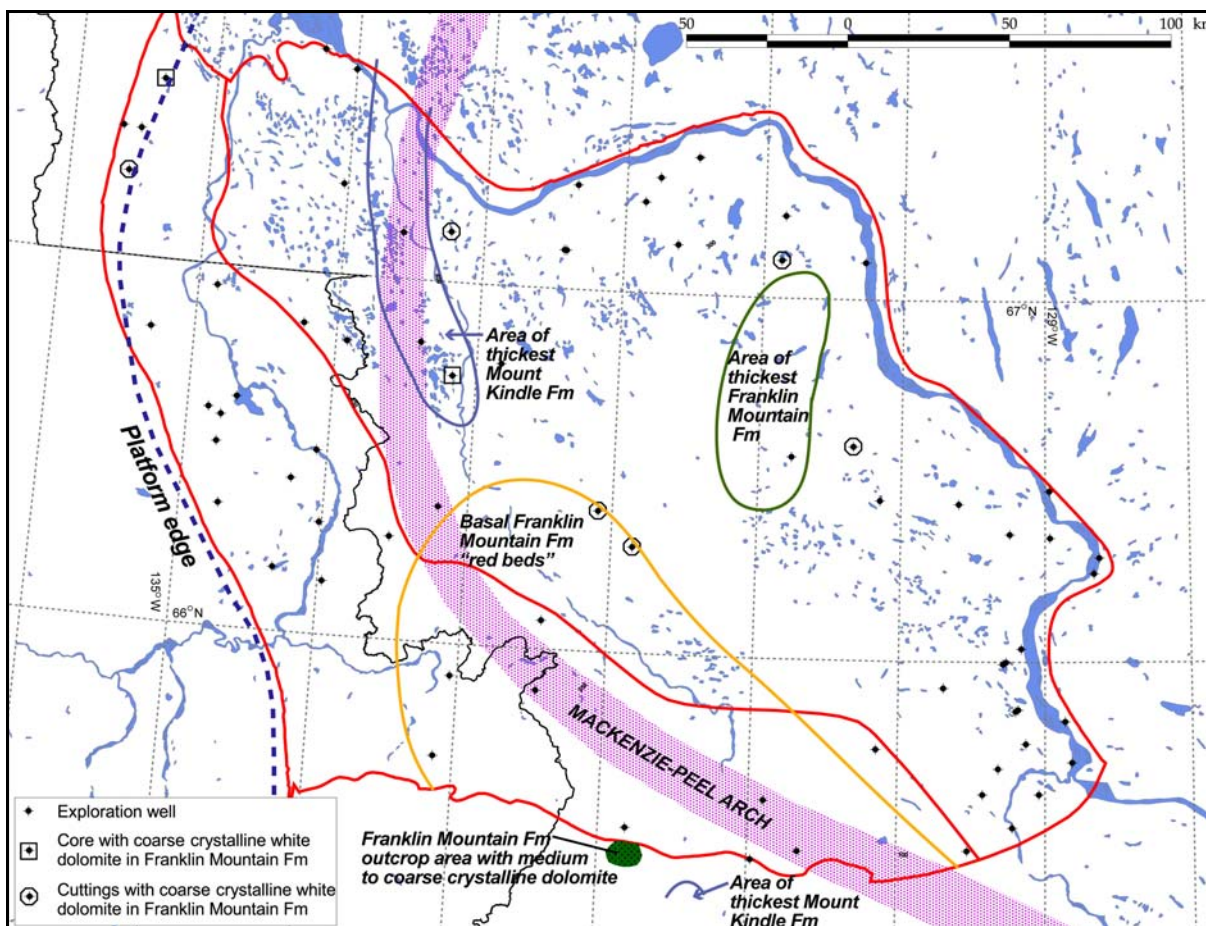 50 0 50 100 km
67°N
129°W
Area of
thickest
Mount
Kindle Fm
Area of
thickest
Franklin
Mountain
Fm
Platform edge
Basal Franklin
Mountain Fm
“red beds”
135°W
66°N
MACKENZIE-PEEL ARCH
Exploration well
Core with coarse crystalline white
dolomite in Franklin Mountain Fm
Cuttings with coarse crystalline white
dolomite in Franklin Mountain Fm
Franklin Mountain Fm
outcrop area with medium
to coarse crystalline dolomite
Area of
thickest Mount
Kindle Fm